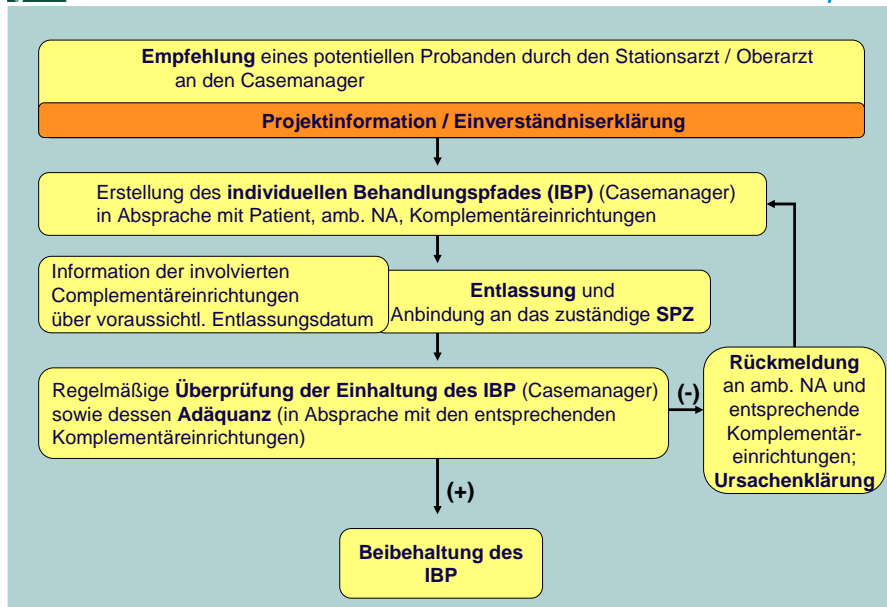 Empfehlung eines potentiellen Probanden durch den Stationsarzt / Oberarzt
an den Casemanager
Projektinformation / Einverständniserklärung
Erstellung des individuellen Behandlungspfades (IBP) (Casemanager)
in Absprache mit Patient, amb. NA, Komplementäreinrichtungen
Information der involvierten
Complementäreinrichtungen
über voraussichtl. Entlassungsdatum
Entlassung und
Anbindung an das zuständige SPZ
Regelmäßige Überprüfung der Einhaltung des IBP (Casemanager)
sowie dessen Adäquanz (in Absprache mit den entsprechenden
Komplementäreinrichtungen)
(-)
Rückmeldung
an amb. NA und
entsprechende
Komplementär-
einrichtungen;
Ursachenklärung
(+)
Beibehaltung des
IBP